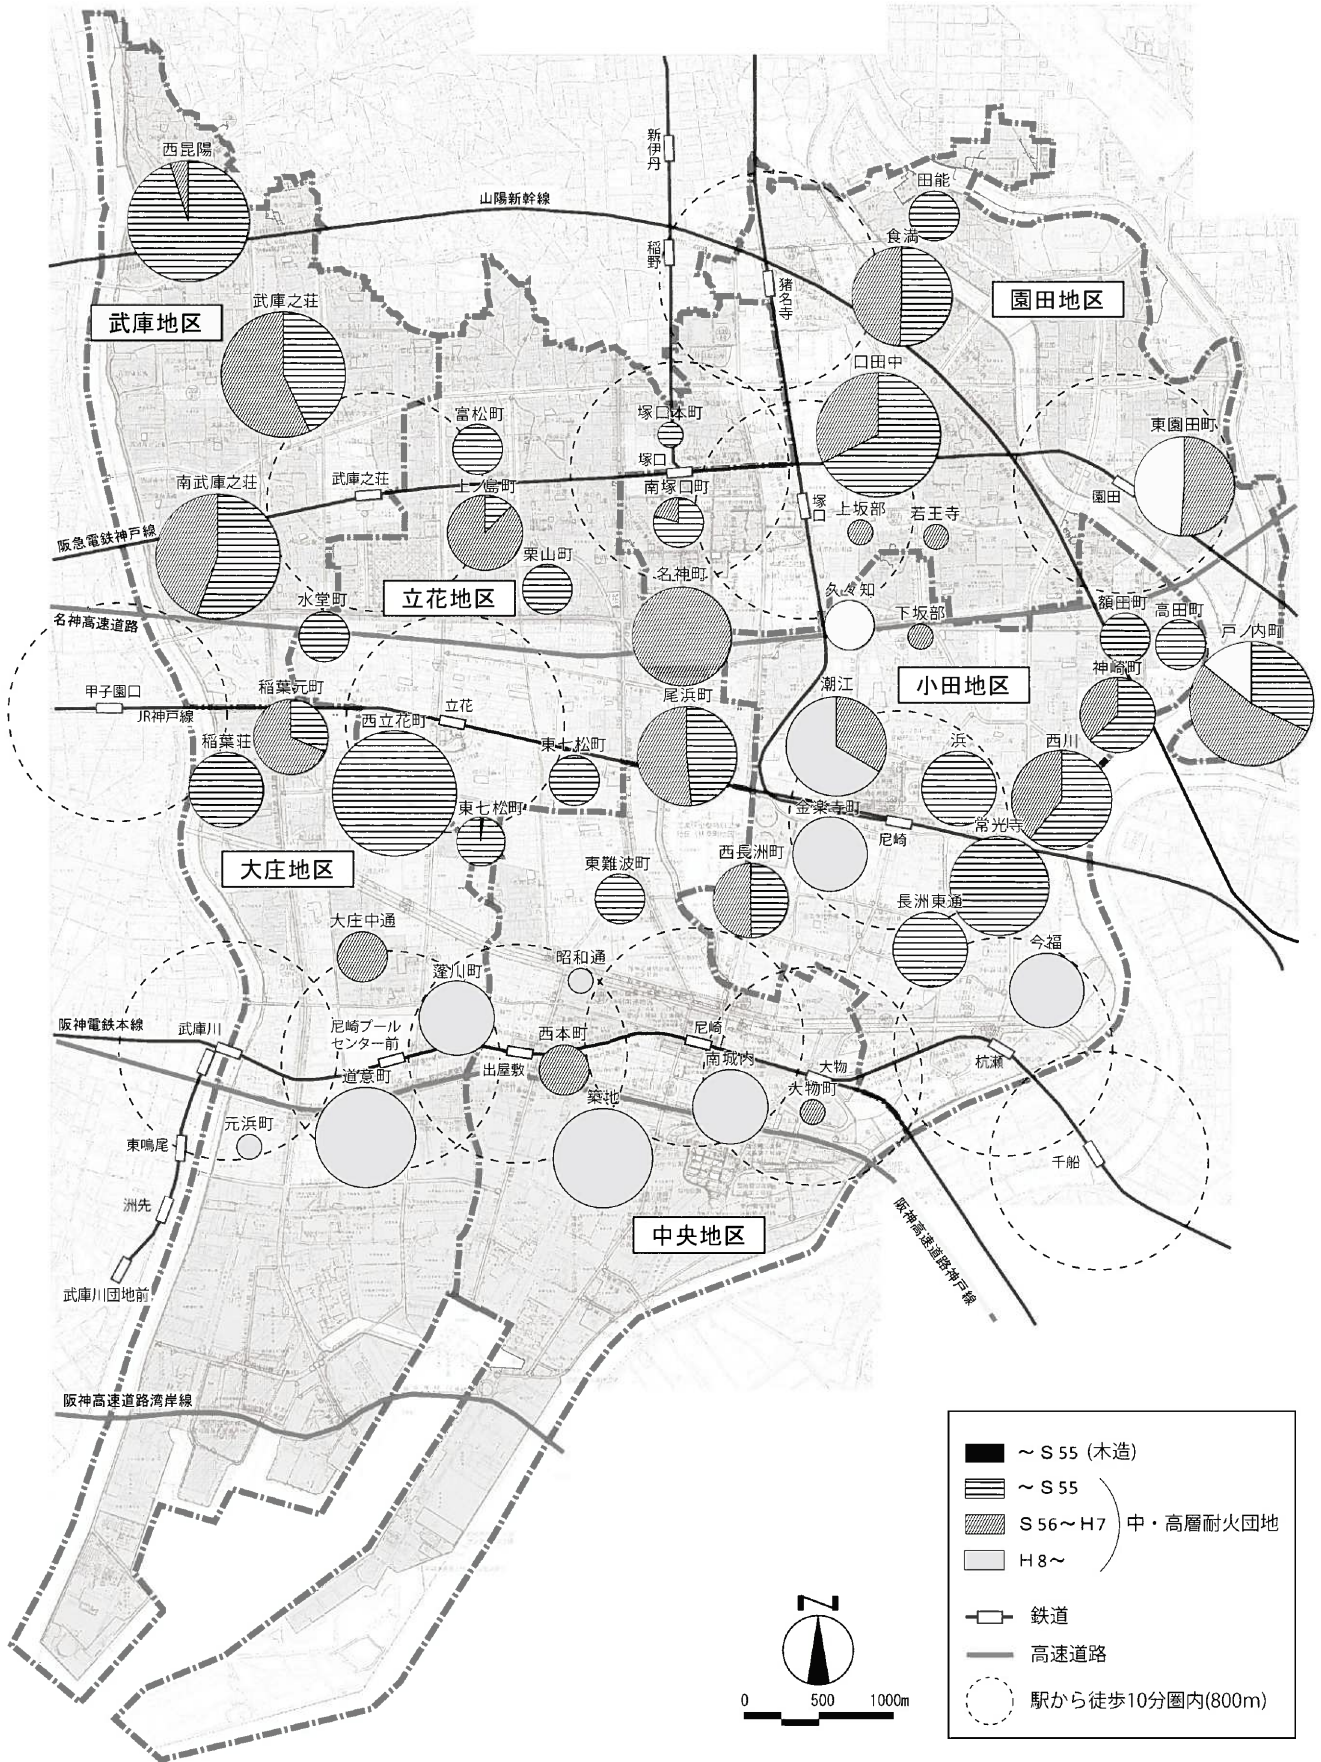 新伊丹
西昆陽
田能
山陽新幹線
食満
稲野
猪名寺
武庫之荘
武庫地区
園田地区
口田中
富松町
塚口本町
東園田町
武庫之荘
塚口
南武庫之荘
上ノ島町
南塚口町
園田
塚口
上坂部
若王寺
阪急電鉄神戸線
栗山町
名神町
久々知
立花地区
水堂町
下坂部
額田町
高田町
名神高速道路
戸ノ内町
神崎町
小田地区
甲子園口
JR神戸線
稲葉元町
西立花町
立花
尾浜町
潮江
稲葉荘
東七松町
浜
西川
東七松町
金楽寺町
尼崎
常光寺
大庄地区
東難波町
西長洲町
長洲東通
大庄中通
今福
蓬川町
昭和通
阪神電鉄本線
武庫川
尼崎プール
センター前
西本町
尼崎
出屋敷
南城内
大物
杭瀬
道意町
築地
大物町
元浜町
東鳴尾
千船
洲先
中央地区
阪神高速道路神戸線
武庫川団地前
阪神高速道路湾岸線
～S55 (木造)
～S55
S56～H7
中・高層耐火団地
H8～
鉄道
高速道路
駅から徒歩10分圏内(800m)
N
0 500 1000m